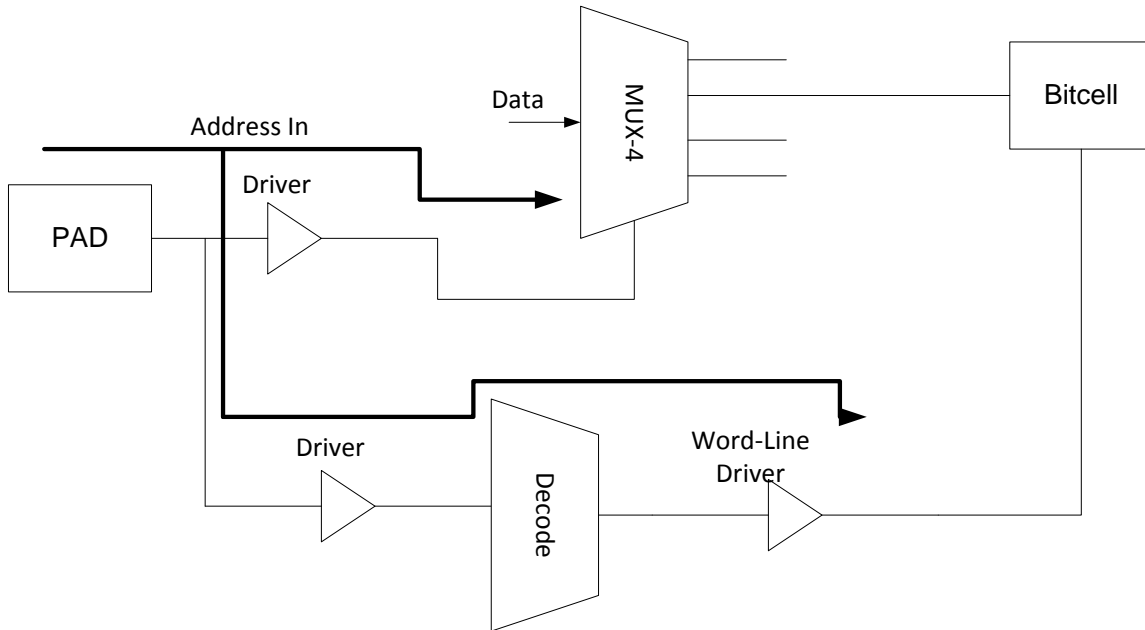 Data
MUX-4
Bitcell
Address In
Driver
PAD
Driver
Decode
Word-Line
Driver